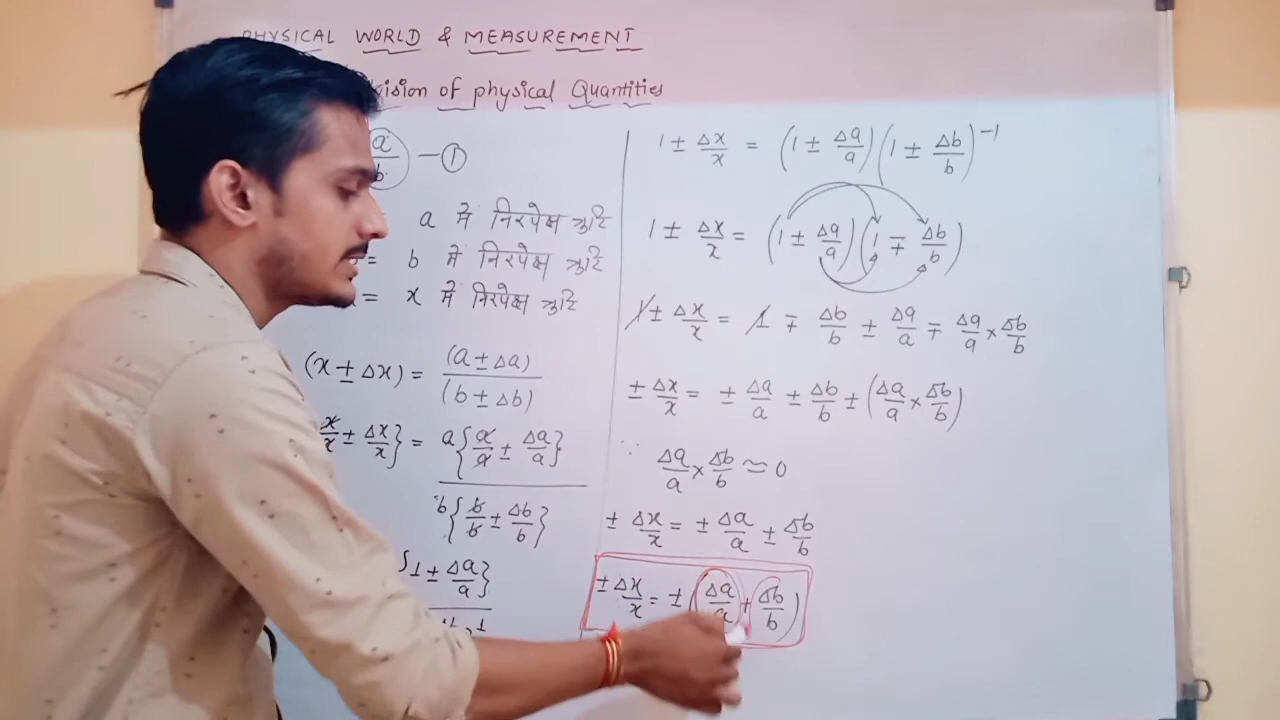 PHYSICAL WORLD & MEASUREMENT
of physical Quantities
a/b — ①
a में निरपेक्ष त्रुटि
= b में निरपेक्ष त्रुटि
= x में निरपेक्ष त्रुटि
(x ± Δx) = (a ± Δa)/(b ± Δb)
x/x ± Δx/x} = a{a/a ± Δa/a}
b{b/b ± Δb/b}
1 ± Δa/a}
1 ± Δx/x = (1 ± Δa/a)(1 ± Δb/b)⁻¹
1 ± Δx/x = (1 ± Δa/a)(1 ∓ Δb/b)
1 ± Δx/x = 1 ∓ Δb/b ± Δa/a ∓ Δa/a × Δb/b
± Δx/x = ± Δa/a ± Δb/b ± (Δa/a × Δb/b)
∵ Δa/a × Δb/b ≈ 0
± Δx/x = ± Δa/a ± Δb/b
± Δx/x = ± (Δa/a + Δb/b)